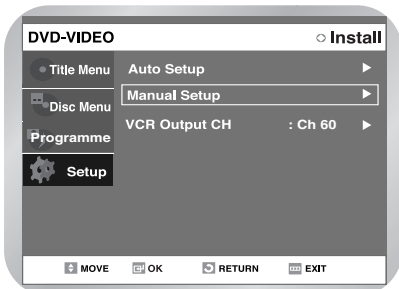 DVD-VIDEO Install
Title Menu
Disc Menu
Programme
Setup
Auto Setup
Manual Setup
VCR Output CH : Ch 60
MOVE OK RETURN EXIT